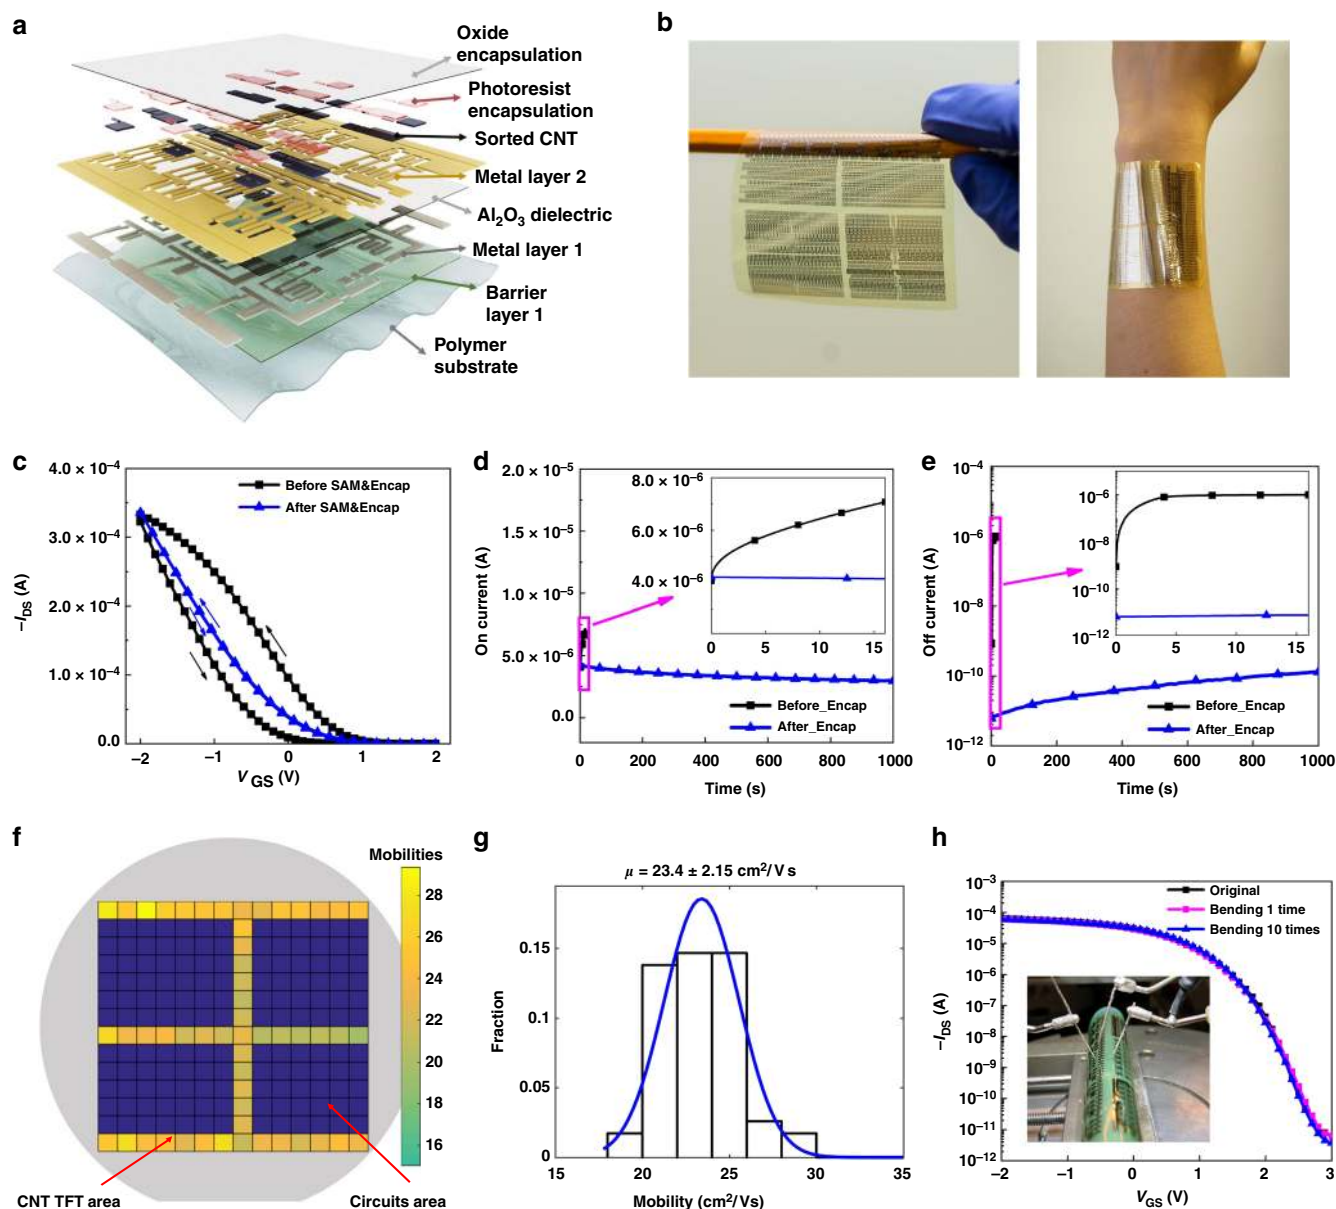 a
Oxide
encapsulation
Photoresist
encapsulation
Sorted CNT
Metal layer 2
Al₂O₃ dielectric
Metal layer 1
Barrier
layer 1
Polymer
substrate
b
c
−I_DS (A)
4.0 × 10⁻⁴
3.0 × 10⁻⁴
2.0 × 10⁻⁴
1.0 × 10⁻⁴
0.0
Before SAM&Encap
After SAM&Encap
−2 −1 0 1 2
V_GS (V)
d
On current (A)
2.0 × 10⁻⁵
1.5 × 10⁻⁵
1.0 × 10⁻⁵
5.0 × 10⁻⁶
0.0
8.0 × 10⁻⁶
6.0 × 10⁻⁶
4.0 × 10⁻⁶
0 5 10 15
Before_Encap
After_Encap
0 200 400 600 800 1000
Time (s)
e
Off current (A)
10⁻⁴
10⁻⁶
10⁻⁸
10⁻¹⁰
10⁻¹²
10⁻⁶
10⁻⁸
10⁻¹⁰
10⁻¹²
0 5 10 15
Before_Encap
After_Encap
0 200 400 600 800 1000
Time (s)
f
Mobilities
28
26
24
22
20
18
16
CNT TFT area
Circuits area
g
μ = 23.4 ± 2.15 cm²/V s
Fraction
0.15
0.1
0.05
0
15 20 25 30 35
Mobility (cm²/Vs)
h
−I_DS (A)
10⁻³
10⁻⁴
10⁻⁵
10⁻⁶
10⁻⁷
10⁻⁸
10⁻⁹
10⁻¹⁰
10⁻¹¹
10⁻¹²
Original
Bending 1 time
Bending 10 times
−2 −1 0 1 2 3
V_GS (V)